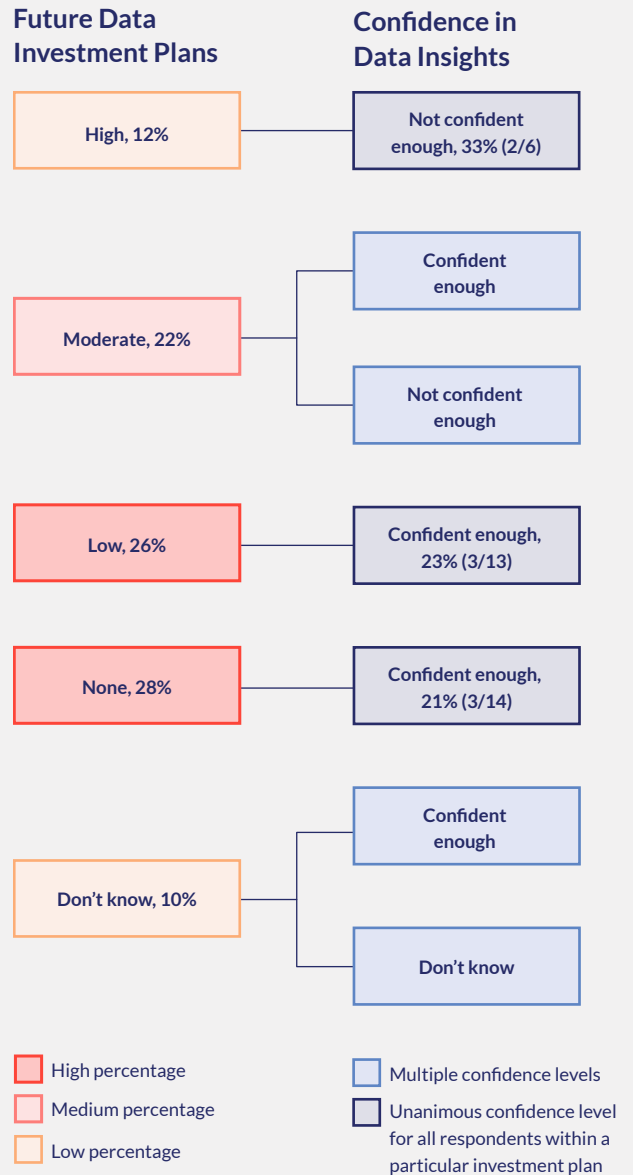 Future Data
Investment Plans
Confidence in
Data Insights
High, 12%
Not confident
enough, 33% (2/6)
Moderate, 22%
Confident
enough
Not confident
enough
Low, 26%
Confident enough,
23% (3/13)
None, 28%
Confident enough,
21% (3/14)
Don't know, 10%
Confident
enough
Don't know
High percentage
Medium percentage
Low percentage
Multiple confidence levels
Unanimous confidence level
for all respondents within a
particular investment plan